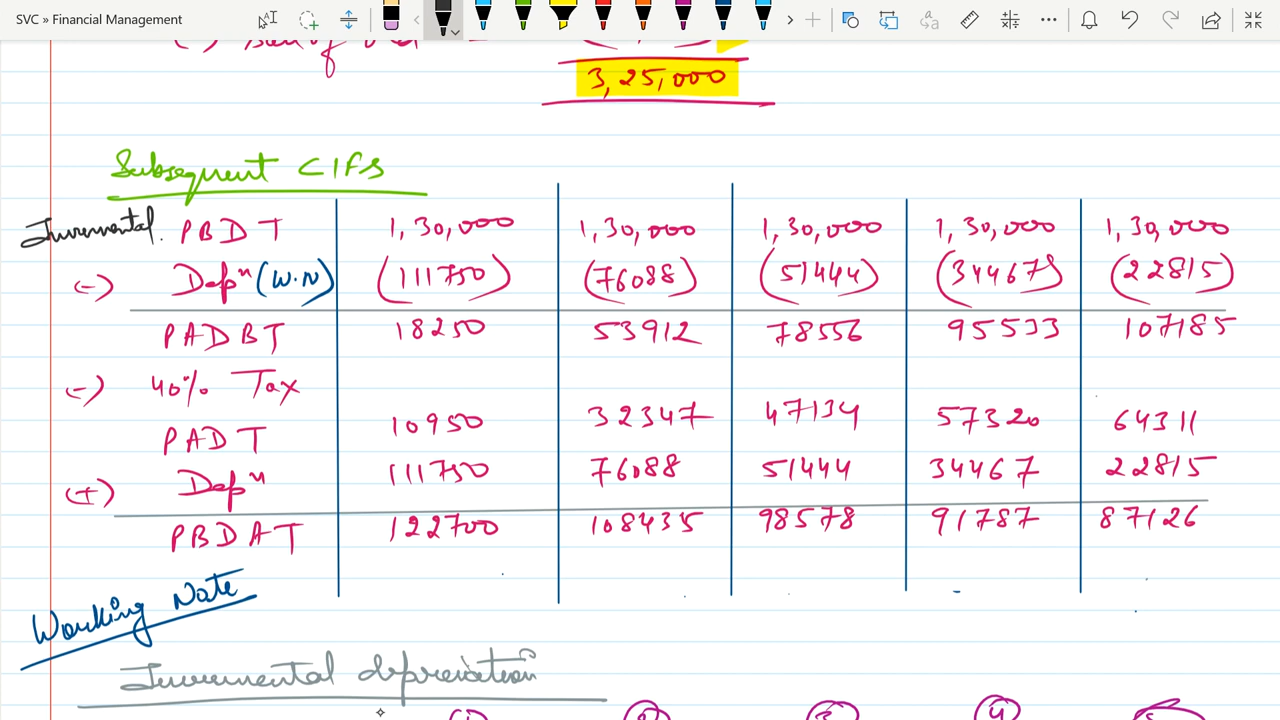 SVC » Financial Management
3,25,000
Subsequent CIFS
Incremental. PBDT 1,30,000 1,30,000 1,30,000 1,30,000 1,30,000
(-) Depⁿ (W.N) (111750) (76088) (51444) (34467) (22815)
PADBT 18250 53912 78556 95533 107185
(-) 40% Tax
PADT 10950 32347 47134 57320 64311
(+) Depⁿ 111750 76088 51444 34467 22815
PBDAT 122700 108435 98578 91787 87126
Working Note
Incremental depreciation